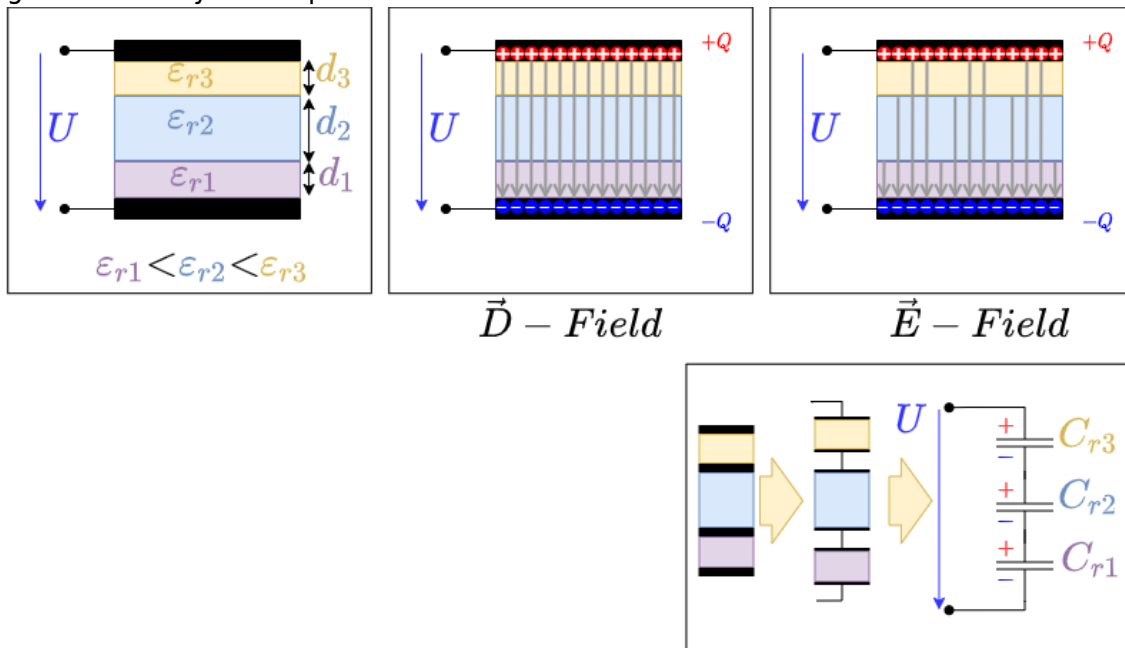 U
εr3
εr2
εr1
d3
d2
d1
εr1<εr2<εr3
U
+Q
−Q
D⃗ − Field
U
+Q
−Q
E⃗ − Field
U
+
−
Cr3
+
−
Cr2
+
−
Cr1